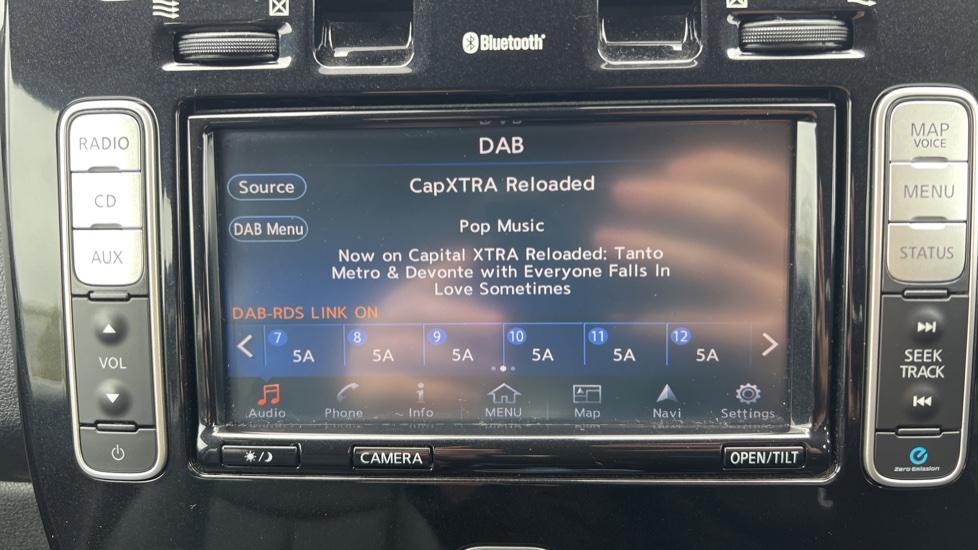 Bluetooth®
RADIO
CD
AUX
VOL
DAB
Source
CapXTRA Reloaded
DAB Menu
Pop Music
Now on Capital XTRA Reloaded: Tanto
Metro & Devonte with Everyone Falls In
Love Sometimes
DAB-RDS LINK ON
7 8 9 10 11 12
5A 5A 5A 5A 5A 5A
Audio Phone Info MENU Map Navi Settings
CAMERA
OPEN/TILT
MAP
VOICE
MENU
STATUS
SEEK
TRACK
Zero Emission